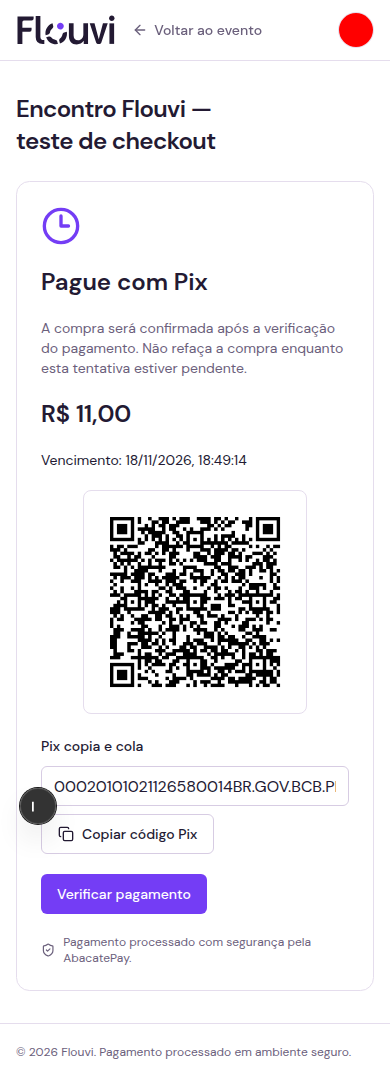 Flouvi
Voltar ao evento
Encontro Flouvi —
teste de checkout
Pague com Pix
A compra será confirmada após a verificação
do pagamento. Não refaça a compra enquanto
esta tentativa estiver pendente.
R$ 11,00
Vencimento: 18/11/2026, 18:49:14
Pix copia e cola
00020101021126580014BR.GOV.BCB.P
Copiar código Pix
Verificar pagamento
Pagamento processado com segurança pela
AbacatePay.
© 2026 Flouvi. Pagamento processado em ambiente seguro.